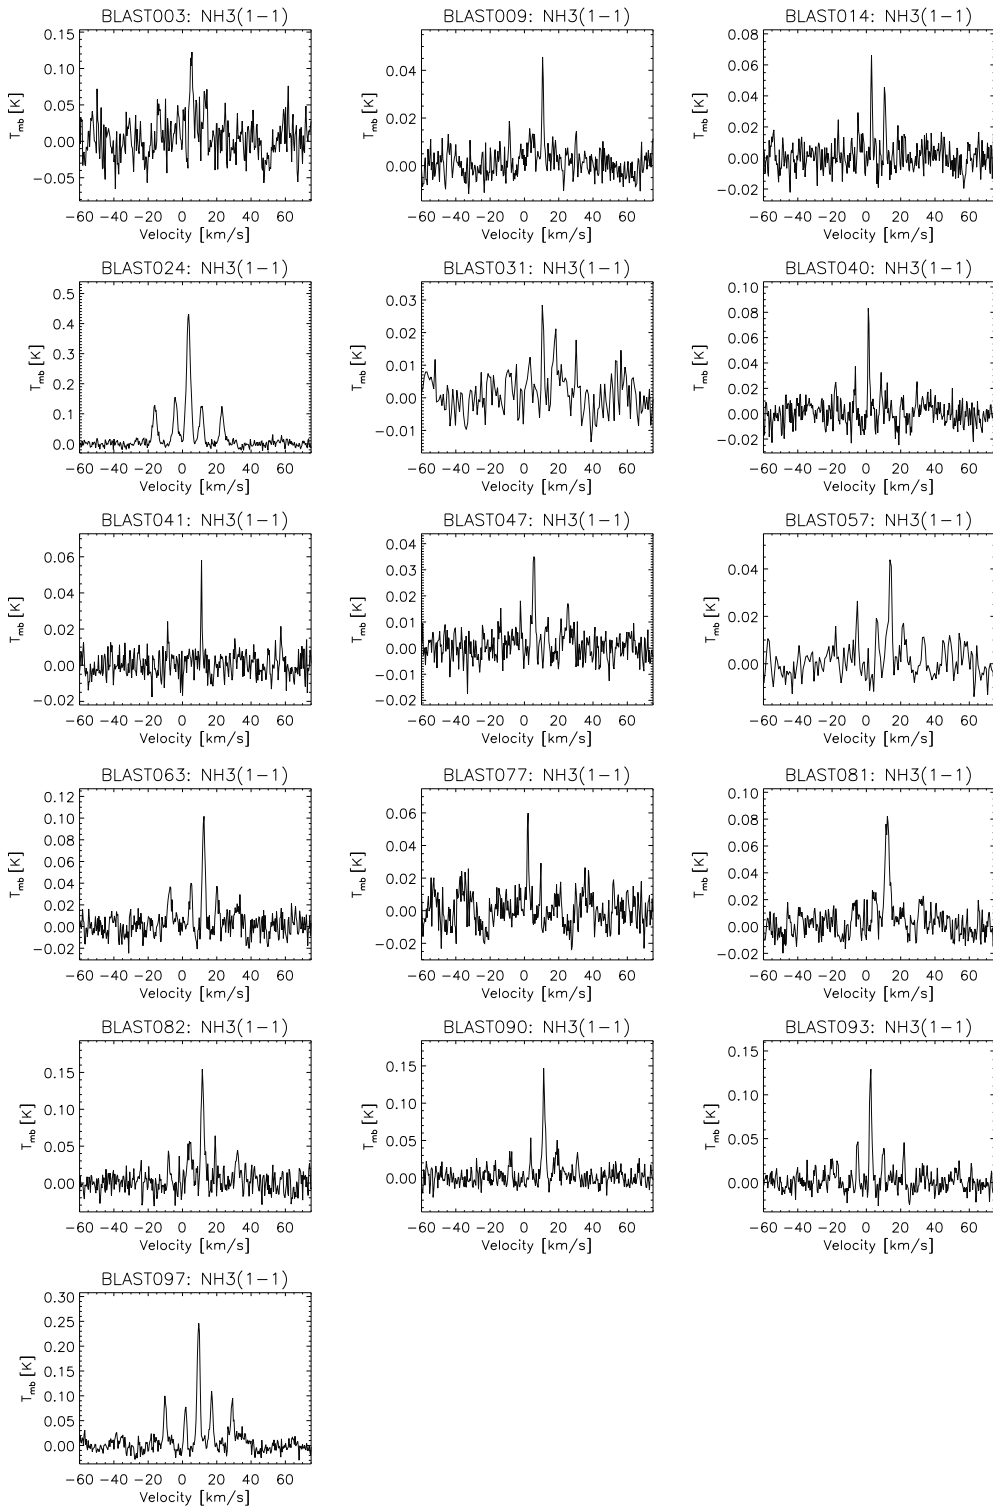 BLAST003: NH3(1−1) BLAST009: NH3(1−1) BLAST014: NH3(1−1)
0.15
0.10
0.05
0.00
−0.05
T_mb [K]
−60 −40 −20 0 20 40 60
Velocity [km/s]
0.04
0.02
0.00
T_mb [K]
−60 −40 −20 0 20 40 60
Velocity [km/s]
0.08
0.06
0.04
0.02
0.00
−0.02
T_mb [K]
−60 −40 −20 0 20 40 60
Velocity [km/s]
BLAST024: NH3(1−1) BLAST031: NH3(1−1) BLAST040: NH3(1−1)
0.5
0.4
0.3
0.2
0.1
0.0
T_mb [K]
−60 −40 −20 0 20 40 60
Velocity [km/s]
0.03
0.02
0.01
0.00
−0.01
T_mb [K]
−60 −40 −20 0 20 40 60
Velocity [km/s]
0.10
0.08
0.06
0.04
0.02
0.00
−0.02
T_mb [K]
−60 −40 −20 0 20 40 60
Velocity [km/s]
BLAST041: NH3(1−1) BLAST047: NH3(1−1) BLAST057: NH3(1−1)
0.06
0.04
0.02
0.00
−0.02
T_mb [K]
−60 −40 −20 0 20 40 60
Velocity [km/s]
0.04
0.03
0.02
0.01
0.00
−0.01
−0.02
T_mb [K]
−60 −40 −20 0 20 40 60
Velocity [km/s]
0.04
0.02
0.00
T_mb [K]
−60 −40 −20 0 20 40 60
Velocity [km/s]
BLAST063: NH3(1−1) BLAST077: NH3(1−1) BLAST081: NH3(1−1)
0.12
0.10
0.08
0.06
0.04
0.02
0.00
−0.02
T_mb [K]
−60 −40 −20 0 20 40 60
Velocity [km/s]
0.06
0.04
0.02
0.00
−0.02
T_mb [K]
−60 −40 −20 0 20 40 60
Velocity [km/s]
0.10
0.08
0.06
0.04
0.02
0.00
−0.02
T_mb [K]
−60 −40 −20 0 20 40 60
Velocity [km/s]
BLAST082: NH3(1−1) BLAST090: NH3(1−1) BLAST093: NH3(1−1)
0.15
0.10
0.05
0.00
T_mb [K]
−60 −40 −20 0 20 40 60
Velocity [km/s]
0.15
0.10
0.05
0.00
T_mb [K]
−60 −40 −20 0 20 40 60
Velocity [km/s]
0.15
0.10
0.05
0.00
T_mb [K]
−60 −40 −20 0 20 40 60
Velocity [km/s]
BLAST097: NH3(1−1)
0.30
0.25
0.20
0.15
0.10
0.05
0.00
T_mb [K]
−60 −40 −20 0 20 40 60
Velocity [km/s]